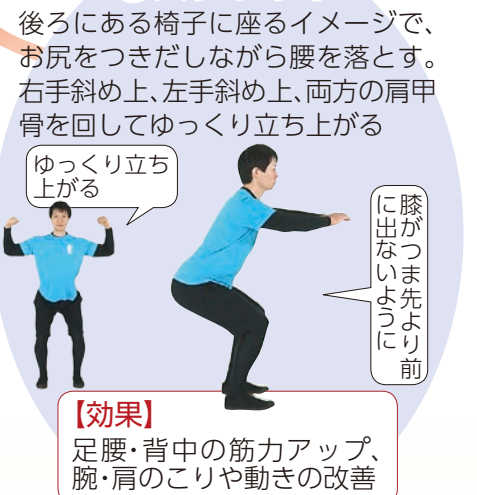 後ろにある椅子に座るイメージで、
お尻をつきだしながら腰を落とす。
右手斜め上、左手斜め上、両方の肩甲
骨を回してゆっくり立ち上がる
ゆっくり立ち
上がる
膝がつま先より前
に出ないように
【効果】
足腰・背中の筋力アップ、
腕・肩のこりや動きの改善